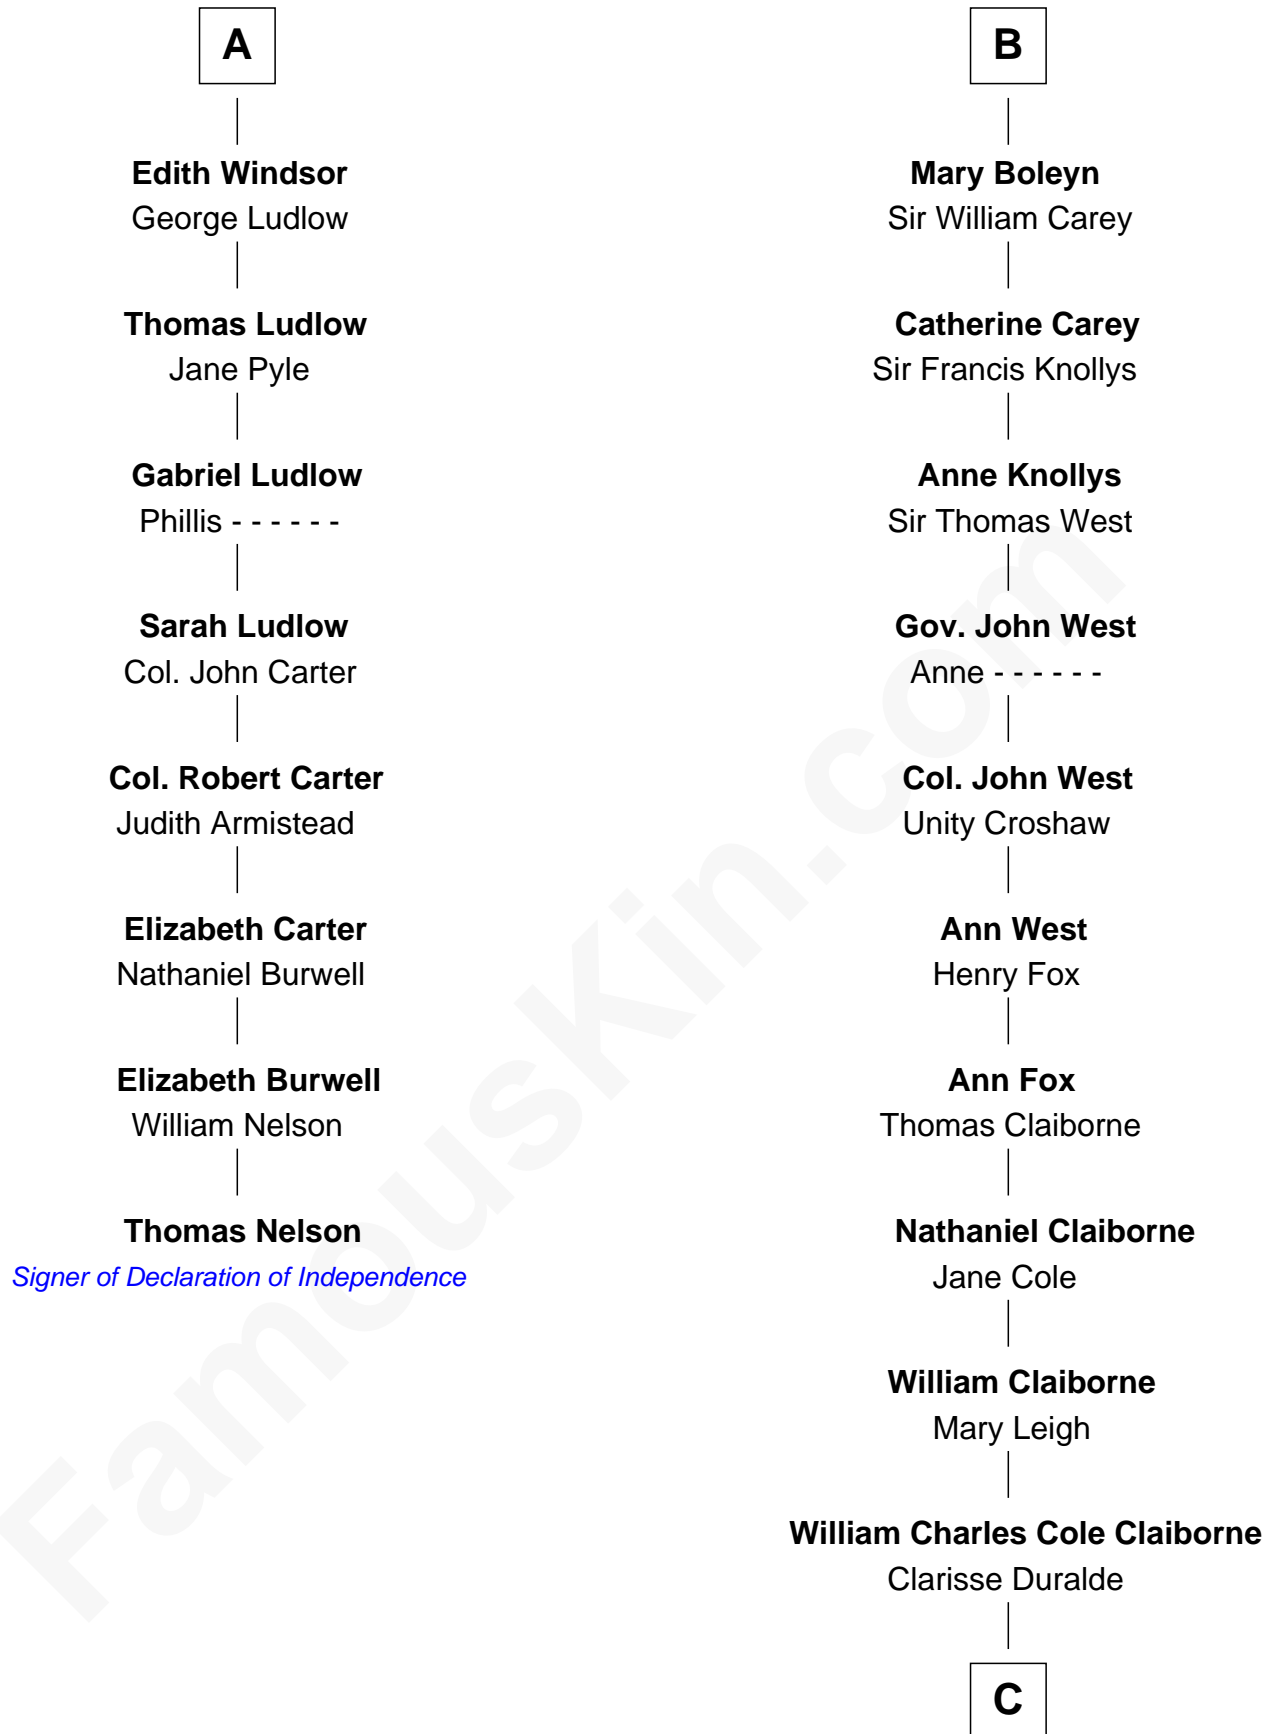 A
Edith Windsor
George Ludlow
Thomas Ludlow
Jane Pyle
Gabriel Ludlow
Phillis - - - - - -
Sarah Ludlow
Col. John Carter
Col. Robert Carter
Judith Armistead
Elizabeth Carter
Nathaniel Burwell
Elizabeth Burwell
William Nelson
Thomas Nelson
Signer of Declaration of Independence
B
Mary Boleyn
Sir William Carey
Catherine Carey
Sir Francis Knollys
Anne Knollys
Sir Thomas West
Gov. John West
Anne - - - - - -
Col. John West
Unity Croshaw
Ann West
Henry Fox
Ann Fox
Thomas Claiborne
Nathaniel Claiborne
Jane Cole
William Claiborne
Mary Leigh
William Charles Cole Claiborne
Clarisse Duralde
C
FamousKin.com